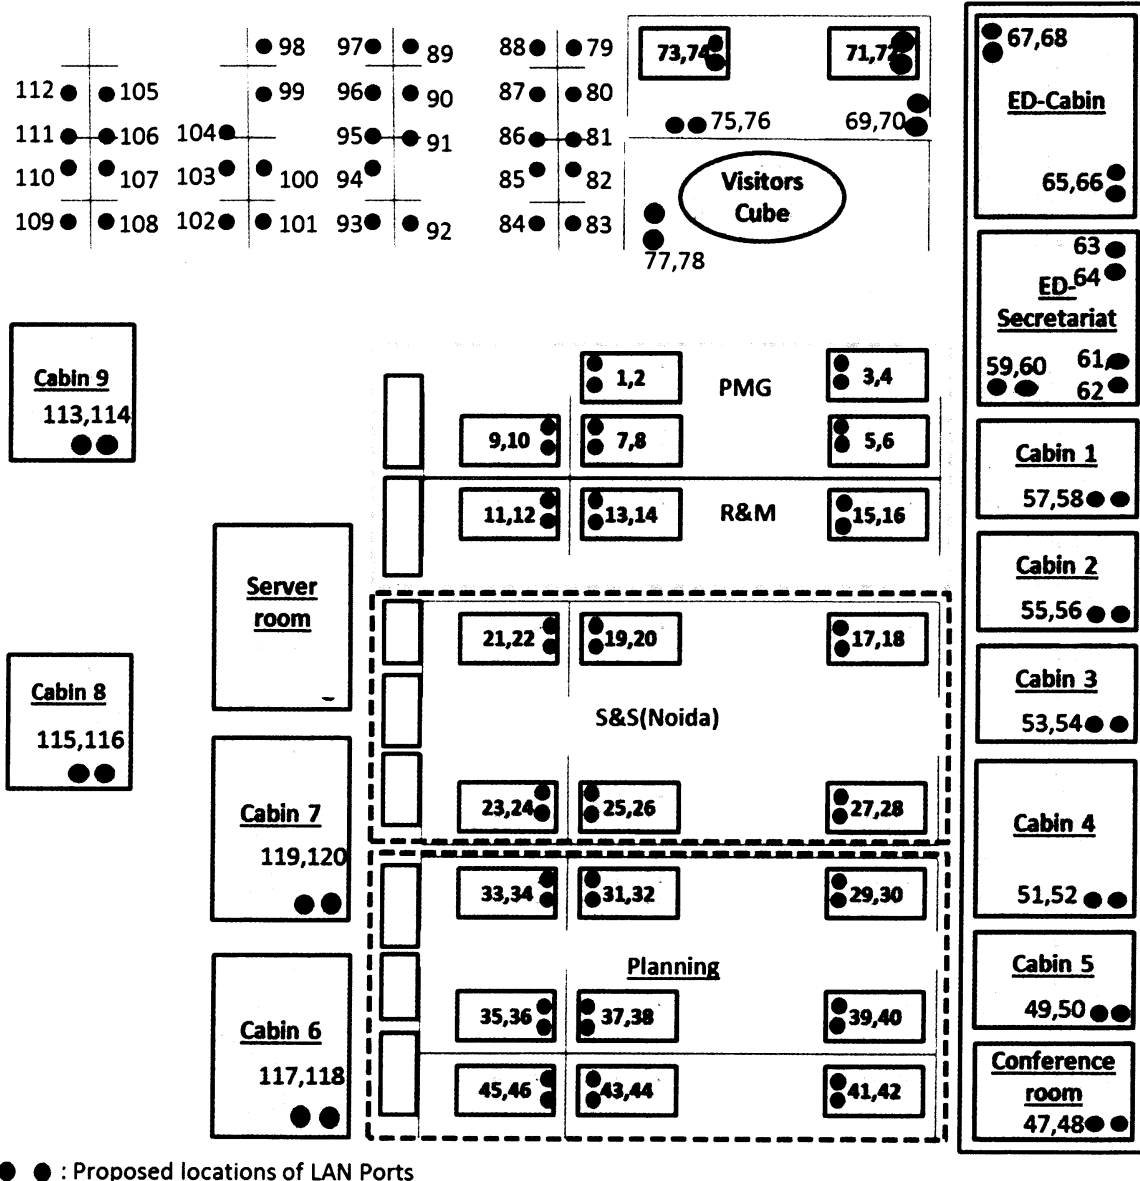 98 97 89 88 79
112 105 99 96 90 87 80
111 106 104 95 91 86 81
110 107 103 100 94 85 82
109 108 102 101 93 92 84 83
73,74 71,72
75,76 69,70
Visitors
Cube
77,78
67,68
ED-Cabin
65,66
63
64
ED-
Secretariat
59,60 61,
62
Cabin 9
113,114
1,2 PMG 3,4
9,10 7,8 5,6
11,12 13,14 R&M 15,16
Cabin 1
57,58
Cabin 2
55,56
Server
room
21,22 19,20 17,18
Cabin 8
115,116
S&S(Noida)
Cabin 3
53,54
Cabin 7
119,120
23,24 25,26 27,28
Cabin 4
51,52
33,34 31,32 29,30
Planning
Cabin 5
49,50
35,36 37,38 39,40
Cabin 6
117,118
45,46 43,44 41,42
Conference
room
47,48
: Proposed locations of LAN Ports